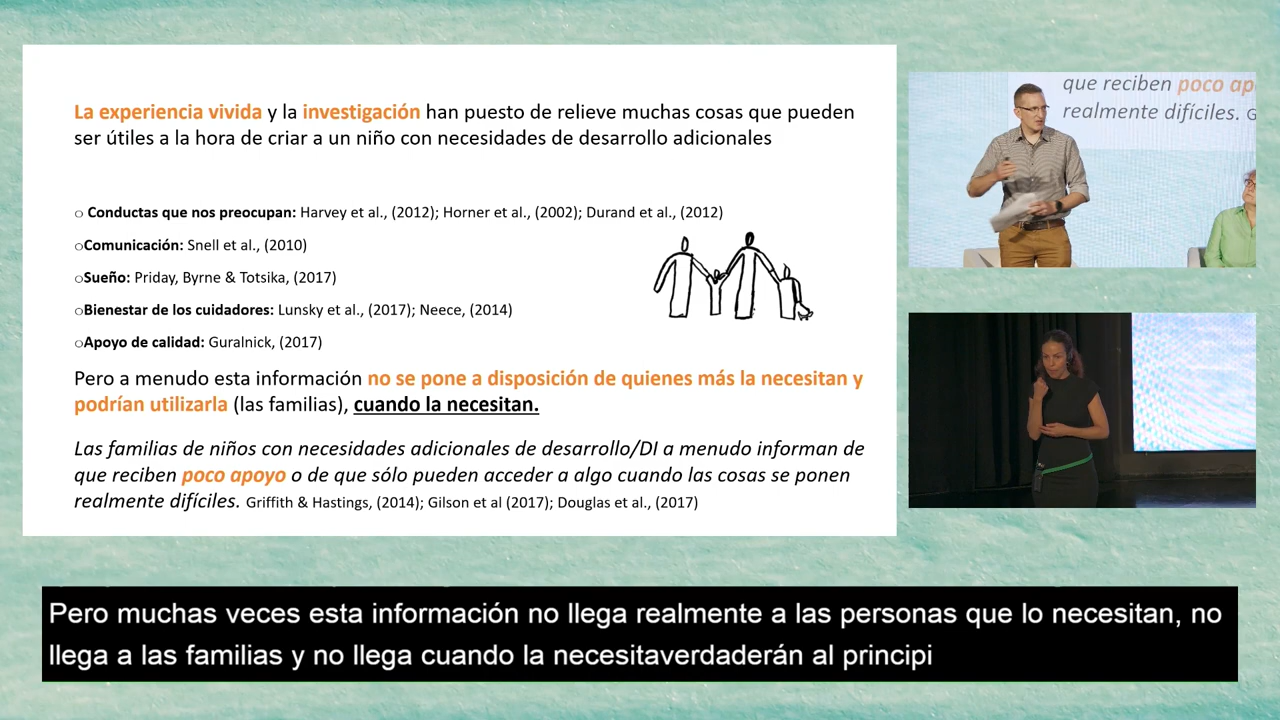 La experiencia vivida y la investigación han puesto de relieve muchas cosas que pueden
ser útiles a la hora de criar a un niño con necesidades de desarrollo adicionales
○ Conductas que nos preocupan: Harvey et al., (2012); Horner et al., (2002); Durand et al., (2012)
○Comunicación: Snell et al., (2010)
○Sueño: Priday, Byrne & Totsika, (2017)
○Bienestar de los cuidadores: Lunsky et al., (2017); Neece, (2014)
○Apoyo de calidad: Guralnick, (2017)
Pero a menudo esta información no se pone a disposición de quienes más la necesitan y
podrían utilizarla (las familias), cuando la necesitan.
Las familias de niños con necesidades adicionales de desarrollo/DI a menudo informan de
que reciben poco apoyo o de que sólo pueden acceder a algo cuando las cosas se ponen
realmente difíciles. Griffith & Hastings, (2014); Gilson et al (2017); Douglas et al., (2017)
que reciben poco ap
realmente difíciles. G
Pero muchas veces esta información no llega realmente a las personas que lo necesitan, no
llega a las familias y no llega cuando la necesitaverdaderán al principi